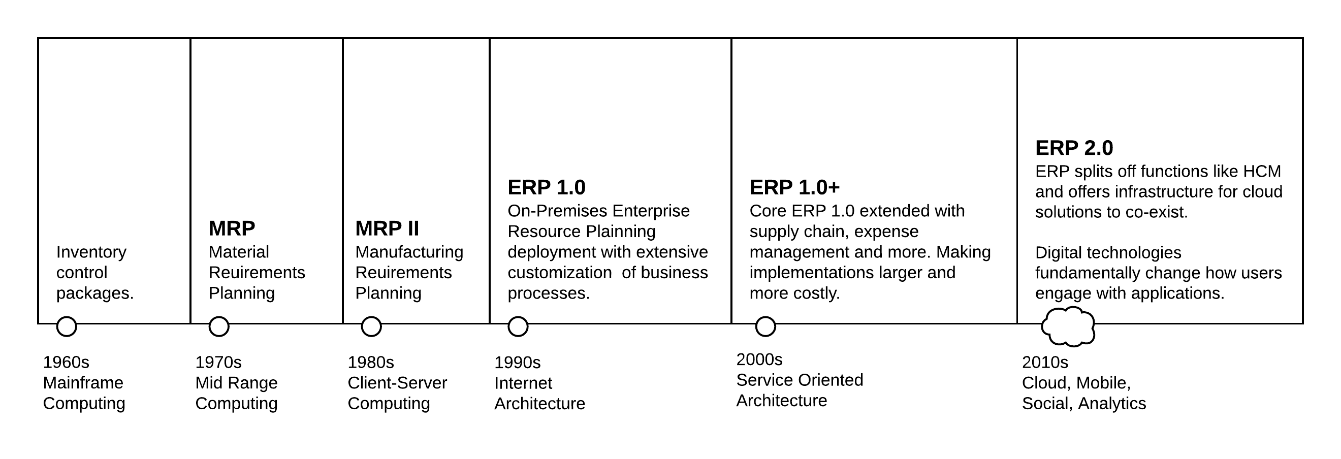 Inventory
control
packages.
MRP
Material
Reuirements
Planning
MRP II
Manufacturing
Reuirements
Planning
ERP 1.0
On-Premises Enterprise
Resource Plainning
deployment with extensive
customization  of business
processes.
ERP 1.0+
Core ERP 1.0 extended with
supply chain, expense
management and more. Making
implementations larger and
more costly.
ERP 2.0
ERP splits off functions like HCM
and offers infrastructure for cloud
solutions to co-exist.
Digital technologies
fundamentally change how users
engage with applications.
1960s
Mainframe
Computing
1970s
Mid Range
Computing
1980s
Client-Server
Computing
1990s
Internet
Architecture
2000s
Service Oriented
Architecture
2010s
Cloud, Mobile,
Social, Analytics